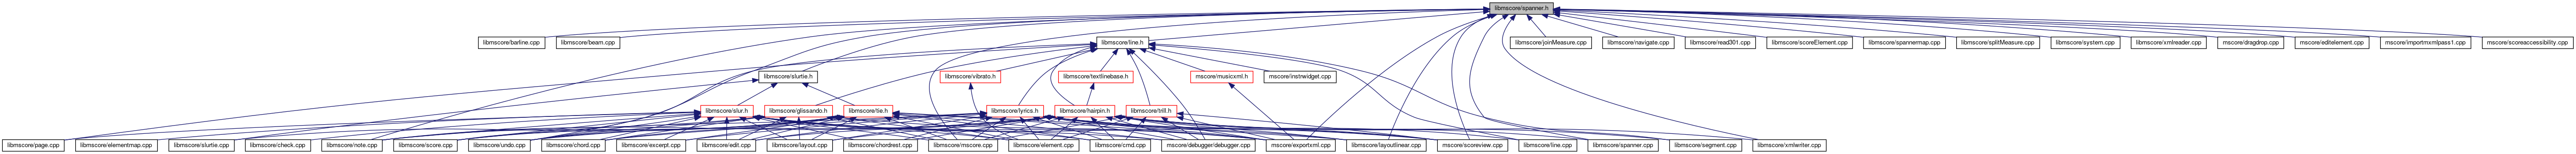 libmscore/spanner.h
libmscore/barline.cpp
libmscore/beam.cpp
libmscore/line.h
libmscore/joinMeasure.cpp
libmscore/navigate.cpp
libmscore/read301.cpp
libmscore/scoreElement.cpp
libmscore/spannermap.cpp
libmscore/splitMeasure.cpp
libmscore/system.cpp
libmscore/xmlreader.cpp
mscore/dragdrop.cpp
mscore/editelement.cpp
mscore/importmxmlpass1.cpp
mscore/scoreaccessibility.cpp
libmscore/slurtie.h
libmscore/vibrato.h
libmscore/textlinebase.h
mscore/musicxml.h
mscore/instrwidget.cpp
libmscore/slur.h
libmscore/glissando.h
libmscore/tie.h
libmscore/lyrics.h
libmscore/hairpin.h
libmscore/trill.h
libmscore/page.cpp
libmscore/elementmap.cpp
libmscore/slurtie.cpp
libmscore/check.cpp
libmscore/note.cpp
libmscore/score.cpp
libmscore/undo.cpp
libmscore/chord.cpp
libmscore/excerpt.cpp
libmscore/edit.cpp
libmscore/layout.cpp
libmscore/chordrest.cpp
libmscore/mscore.cpp
libmscore/element.cpp
libmscore/cmd.cpp
mscore/debugger/debugger.cpp
mscore/exportxml.cpp
libmscore/layoutlinear.cpp
mscore/scoreview.cpp
libmscore/line.cpp
libmscore/spanner.cpp
libmscore/segment.cpp
libmscore/xmlwriter.cpp